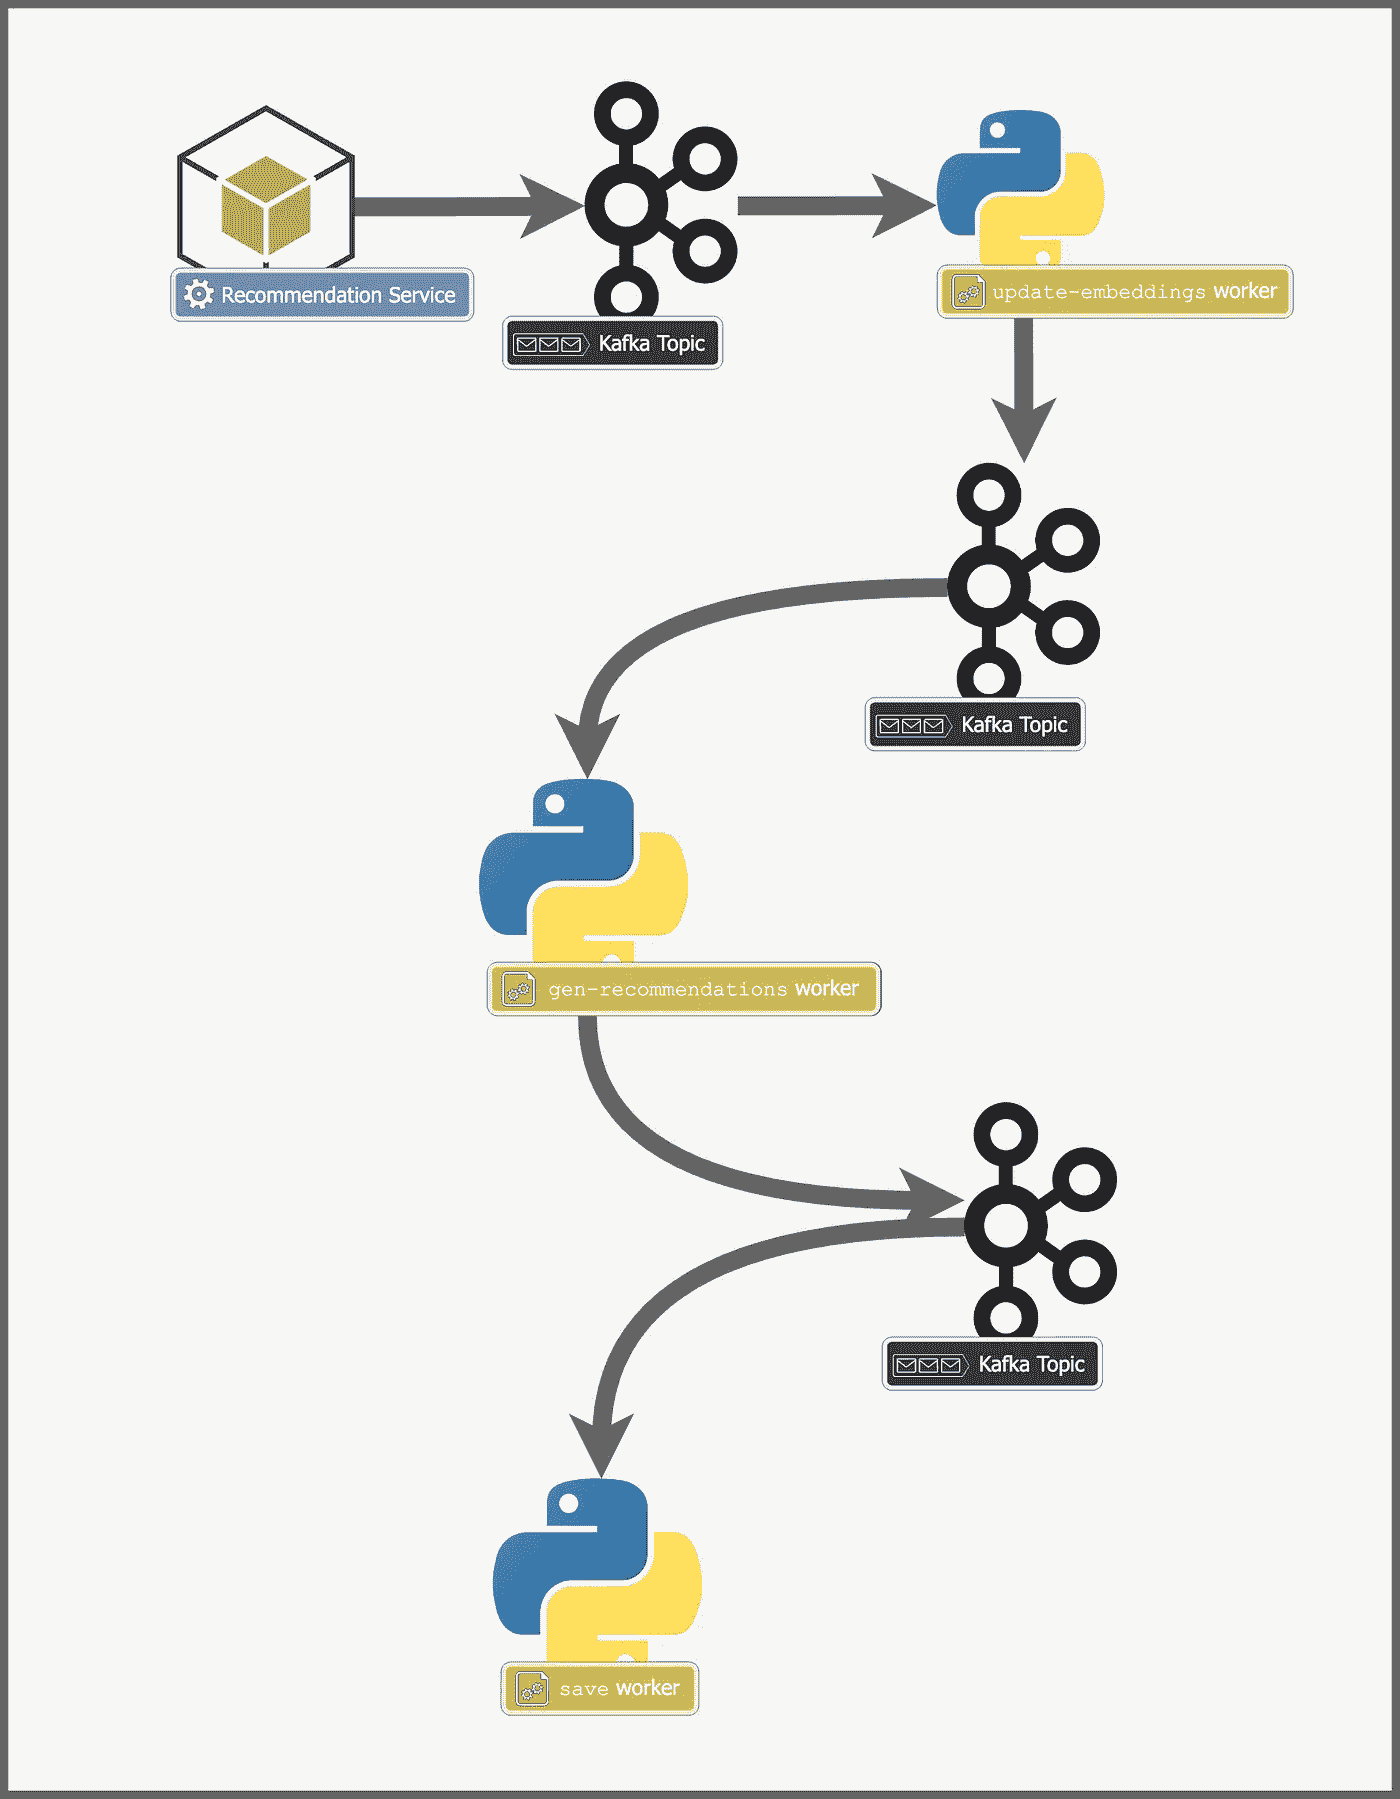 Recommendation Service
Kafka Topic
update-embeddings worker
Kafka Topic
gen-recommendations worker
Kafka Topic
save worker